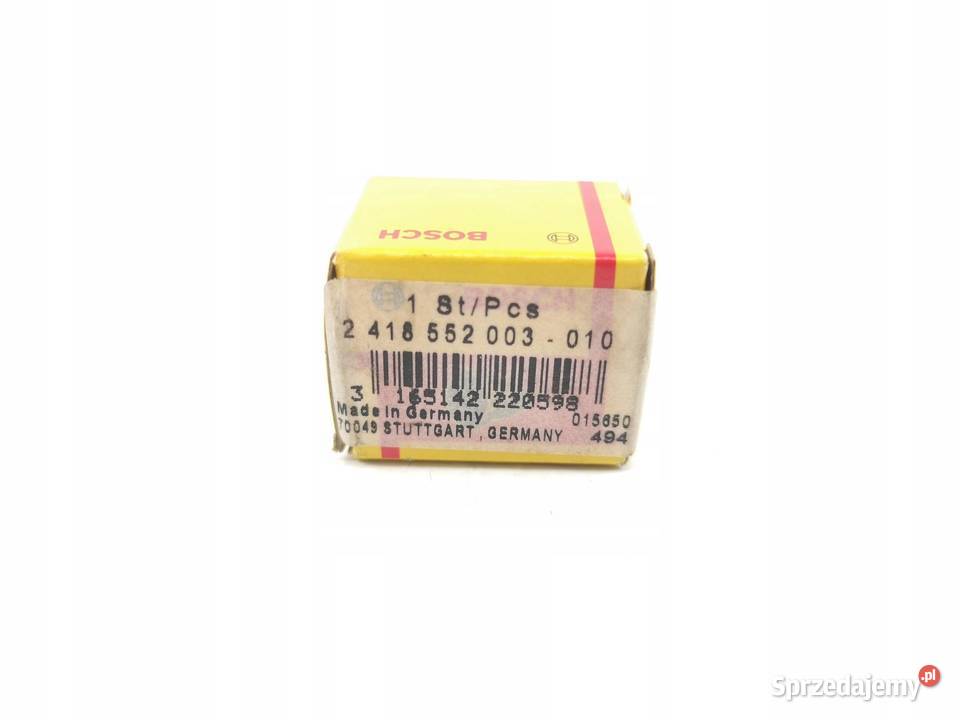 BOSCH
1 St/Pcs
2 418 552 003 - 010
3 165142 220598
Made in Germany 015650
70049 STUTTGART, GERMANY 494
Sprzedajemy.pl